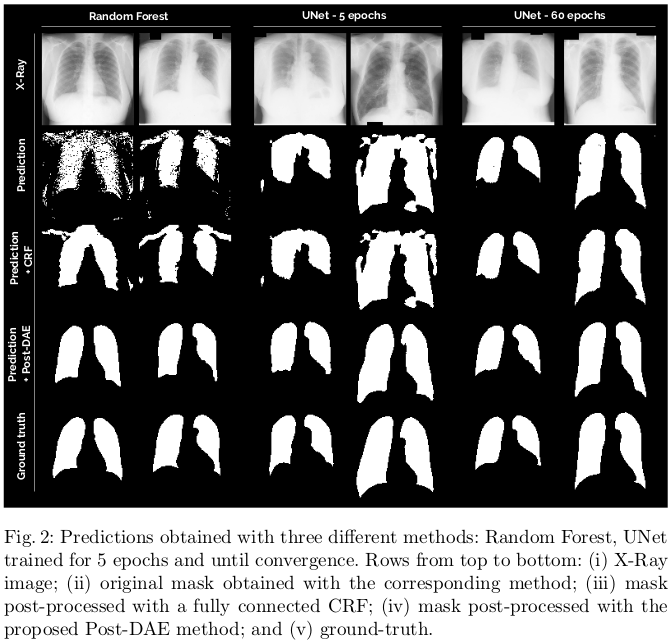 Random Forest
UNet - 5 epochs
UNet - 60 epochs
X-Ray
Prediction
Prediction
+ CRF
Prediction
+ Post-DAE
Ground truth
Fig. 2: Predictions obtained with three different methods: Random Forest, UNet
trained for 5 epochs and until convergence. Rows from top to bottom: (i) X-Ray
image; (ii) original mask obtained with the corresponding method; (iii) mask
post-processed with a fully connected CRF; (iv) mask post-processed with the
proposed Post-DAE method; and (v) ground-truth.